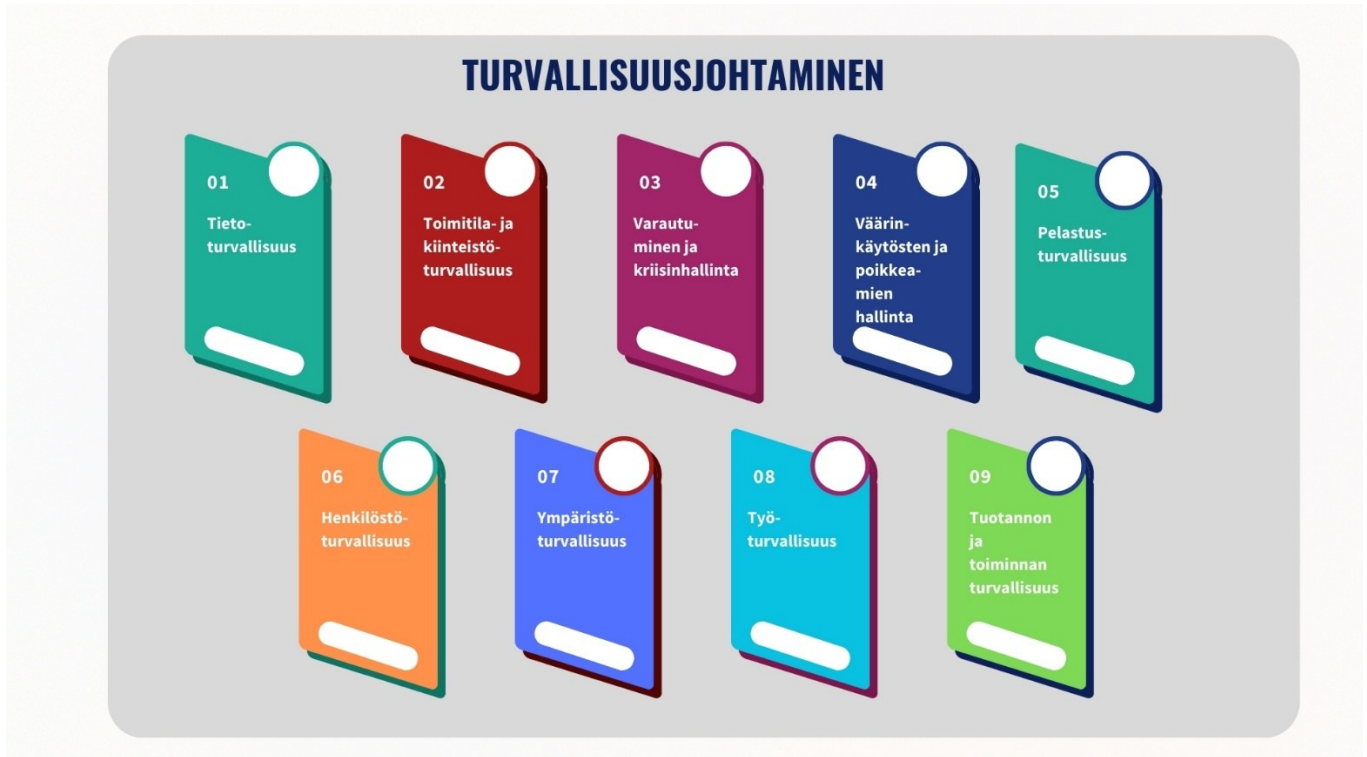 TURVALLISUUSJOHTAMINEN
01
Tieto-
turvallisuus
02
Toimitila- ja
kiinteistö-
turvallisuus
03
Varautu-
minen ja
kriisinhallinta
04
Väärin-
käytösten ja
poikkea-
mien
hallinta
05
Pelastus-
turvallisuus
06
Henkilöstö-
turvallisuus
07
Ympäristö-
turvallisuus
08
Työ-
turvallisuus
09
Tuotannon
ja
toiminnan
turvallisuus